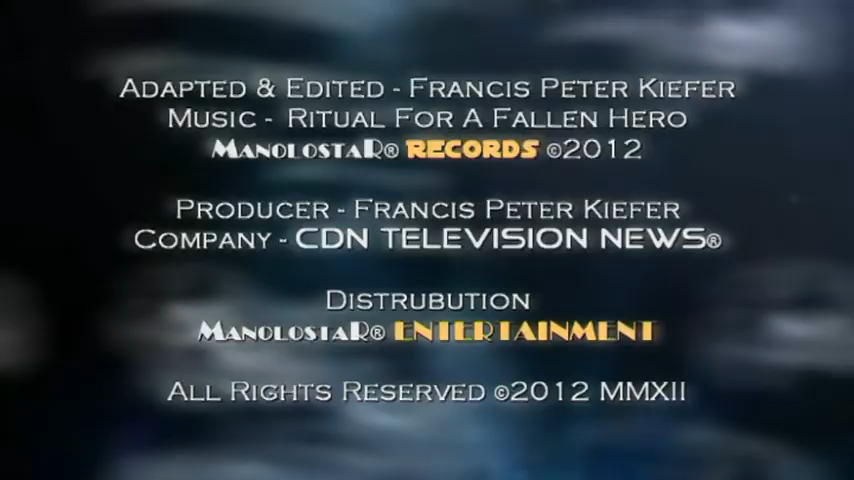 Adapted & Edited - Francis Peter Kiefer
Music - Ritual For A Fallen Hero
ManolostaR® RECORDS ©2012
Producer - Francis Peter Kiefer
Company - CDN TELEVISION NEWS®
Distrubution
ManolostaR® ENTERTAINMENT
All Rights Reserved ©2012 MMXII